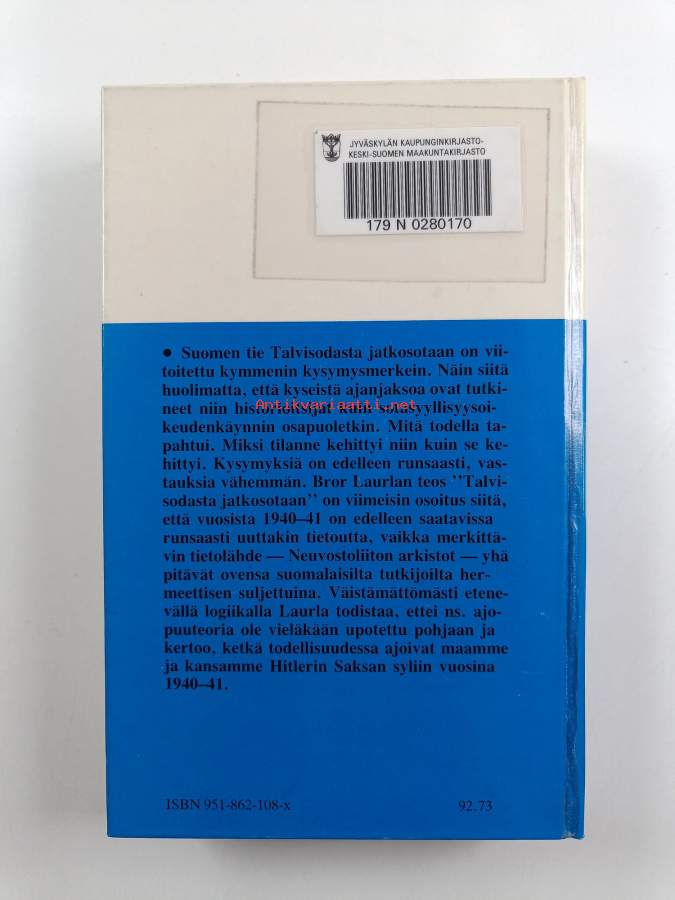 JYVÄSKYLÄN KAUPUNGINKIRJASTO-
KESKI-SUOMEN MAAKUNTAKIRJASTO
179 N 0280170
● Suomen tie Talvisodasta jatkosotaan on vii-
toitettu kymmenin kysymysmerkein. Näin siitä
huolimatta, että kyseistä ajanjaksoa ovat tutki-
neet niin historioitsijat kuin sotasyyllisyysoi-
Antikvariaatti.net
keudenkäynnin osapuoletkin. Mitä todella ta-
pahtui. Miksi tilanne kehittyi niin kuin se ke-
hittyi. Kysymyksiä on edelleen runsaasti, vas-
tauksia vähemmän. Bror Laurlan teos ''Talvi-
sodasta jatkosotaan'' on viimeisin osoitus siitä,
että vuosista 1940–41 on edelleen saatavissa
runsaasti uuttakin tietoutta, vaikka merkittä-
vin tietolähde — Neuvostoliiton arkistot — yhä
pitävät ovensa suomalaisilta tutkijoilta her-
meettisen suljettuina. Väistämättömästi etene-
vällä logiikalla Laurla todistaa, ettei ns. ajo-
puuteoria ole vieläkään upotettu pohjaan ja
kertoo, ketkä todellisuudessa ajoivat maamme
ja kansamme Hitlerin Saksan syliin vuosina
1940–41.
ISBN 951-862-108-x
92.73